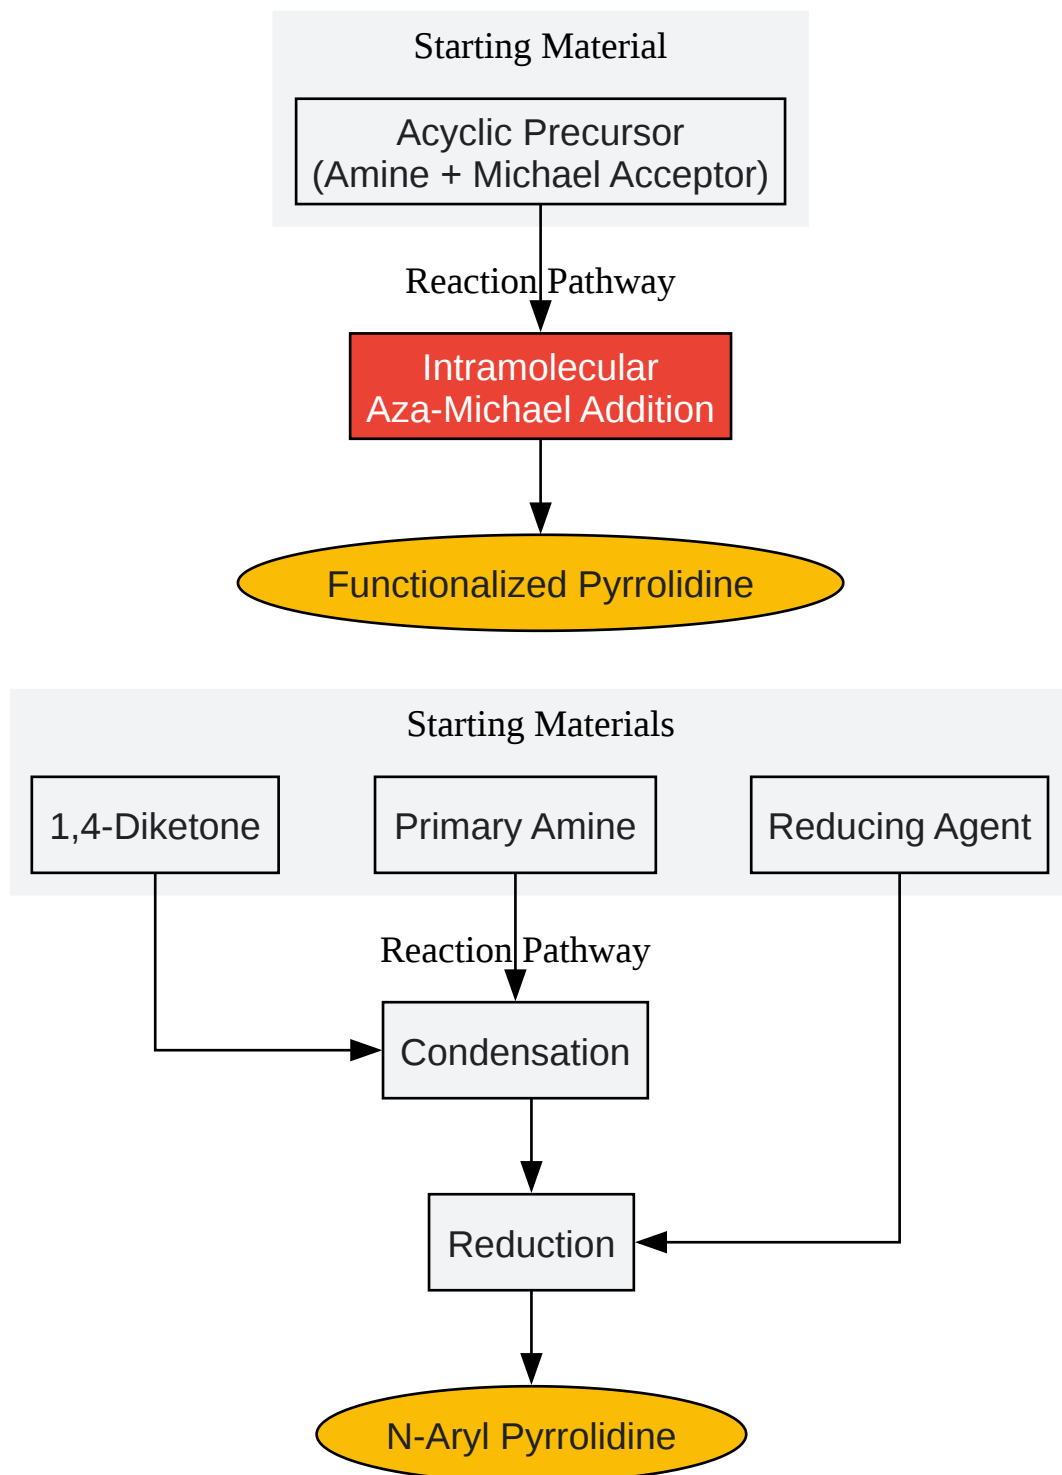 Starting Material
Acyclic Precursor
(Amine + Michael Acceptor)
Reaction Pathway
Intramolecular
Aza-Michael Addition
Functionalized Pyrrolidine
Starting Materials
1,4-Diketone
Primary Amine
Reducing Agent
Reaction Pathway
Condensation
Reduction
N-Aryl Pyrrolidine